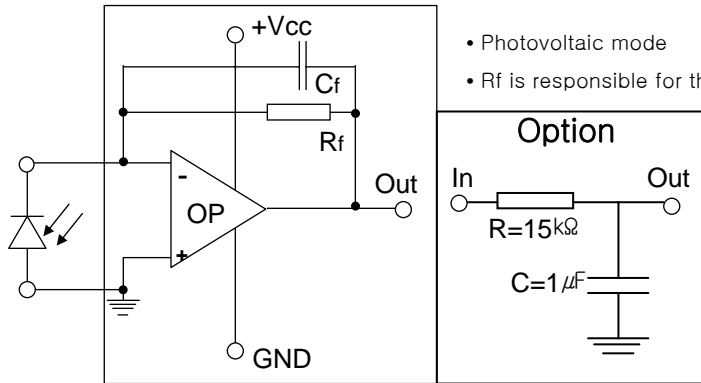 +Vcc
• Photovoltaic mode
Cf
• Rf is responsible for th
Rf
Option
-
OP
Out
In
Out
R=15kΩ
+
C=1μF
GND